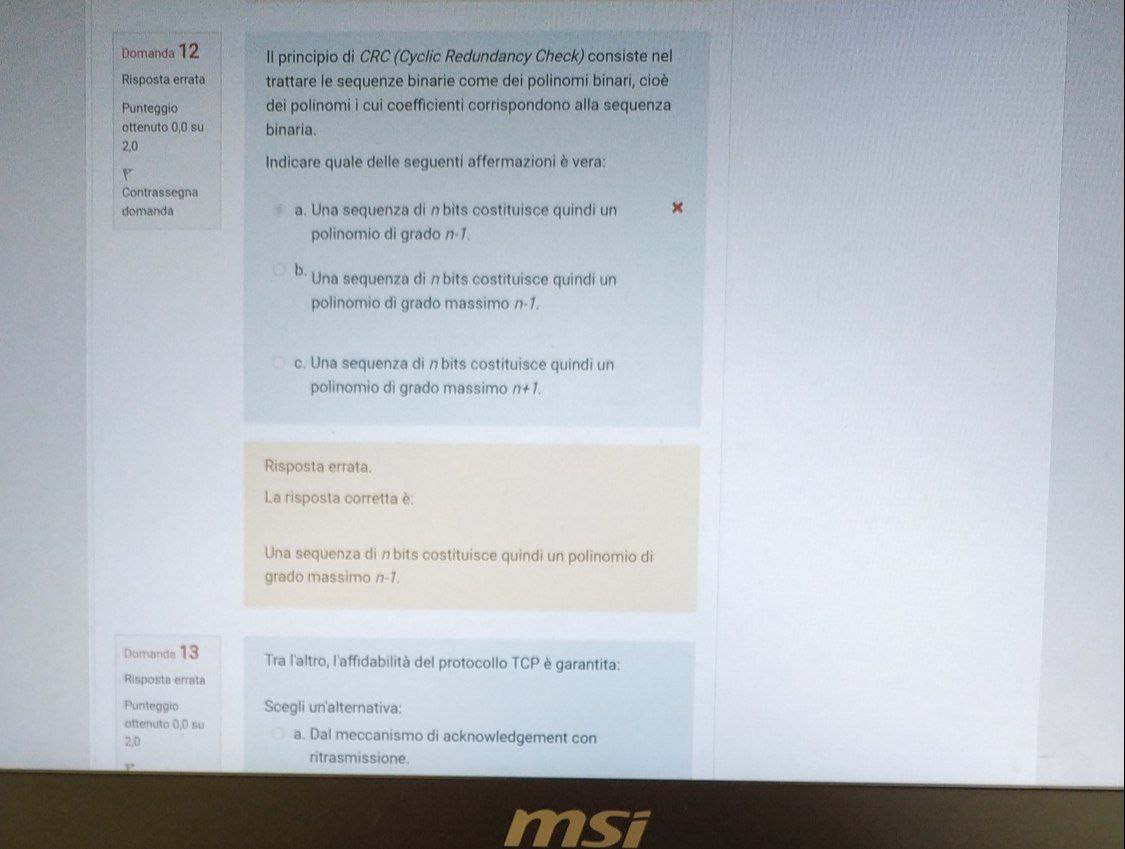 Domanda 12
Risposta errata
Punteggio
ottenuto 0,0 su
2,0
Contrassegna
domanda
Il principio di CRC (Cyclic Redundancy Check) consiste nel
trattare le sequenze binarie come dei polinomi binari, cioè
dei polinomi i cui coefficienti corrispondono alla sequenza
binaria.
Indicare quale delle seguenti affermazioni è vera:
a. Una sequenza di n bits costituisce quindi un
polinomio di grado n-1.
b. Una sequenza di n bits costituisce quindi un
polinomio di grado massimo n-1.
c. Una sequenza di n bits costituisce quindi un
polinomio di grado massimo n+1.
Risposta errata.
La risposta corretta è:
Una sequenza di n bits costituisce quindi un polinomio di
grado massimo n-1.
Domanda 13
Risposta errata
Punteggio
ottenuto 0,0 su
2,0
Tra l'altro, l'affidabilità del protocollo TCP è garantita:
Scegli un'alternativa:
a. Dal meccanismo di acknowledgement con
ritrasmissione.
msi